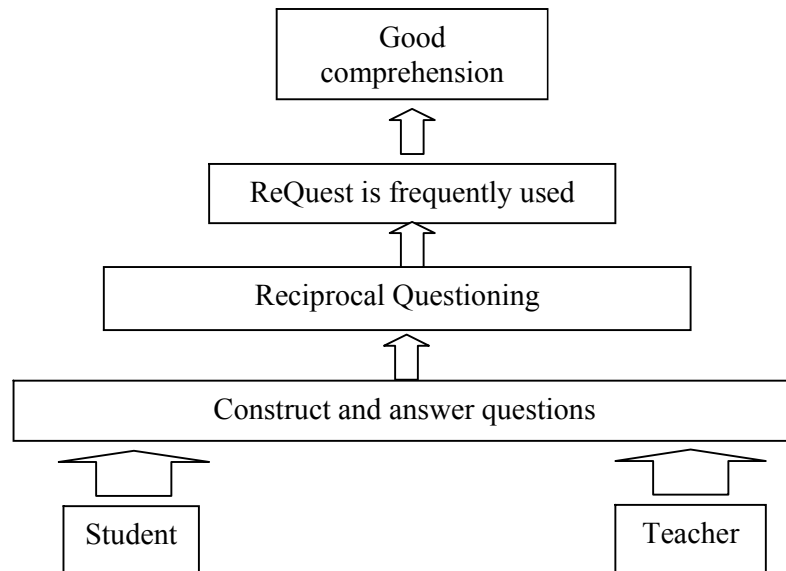 Good
comprehension
ReQuest is frequently used
Reciprocal Questioning
Construct and answer questions
Student
Teacher